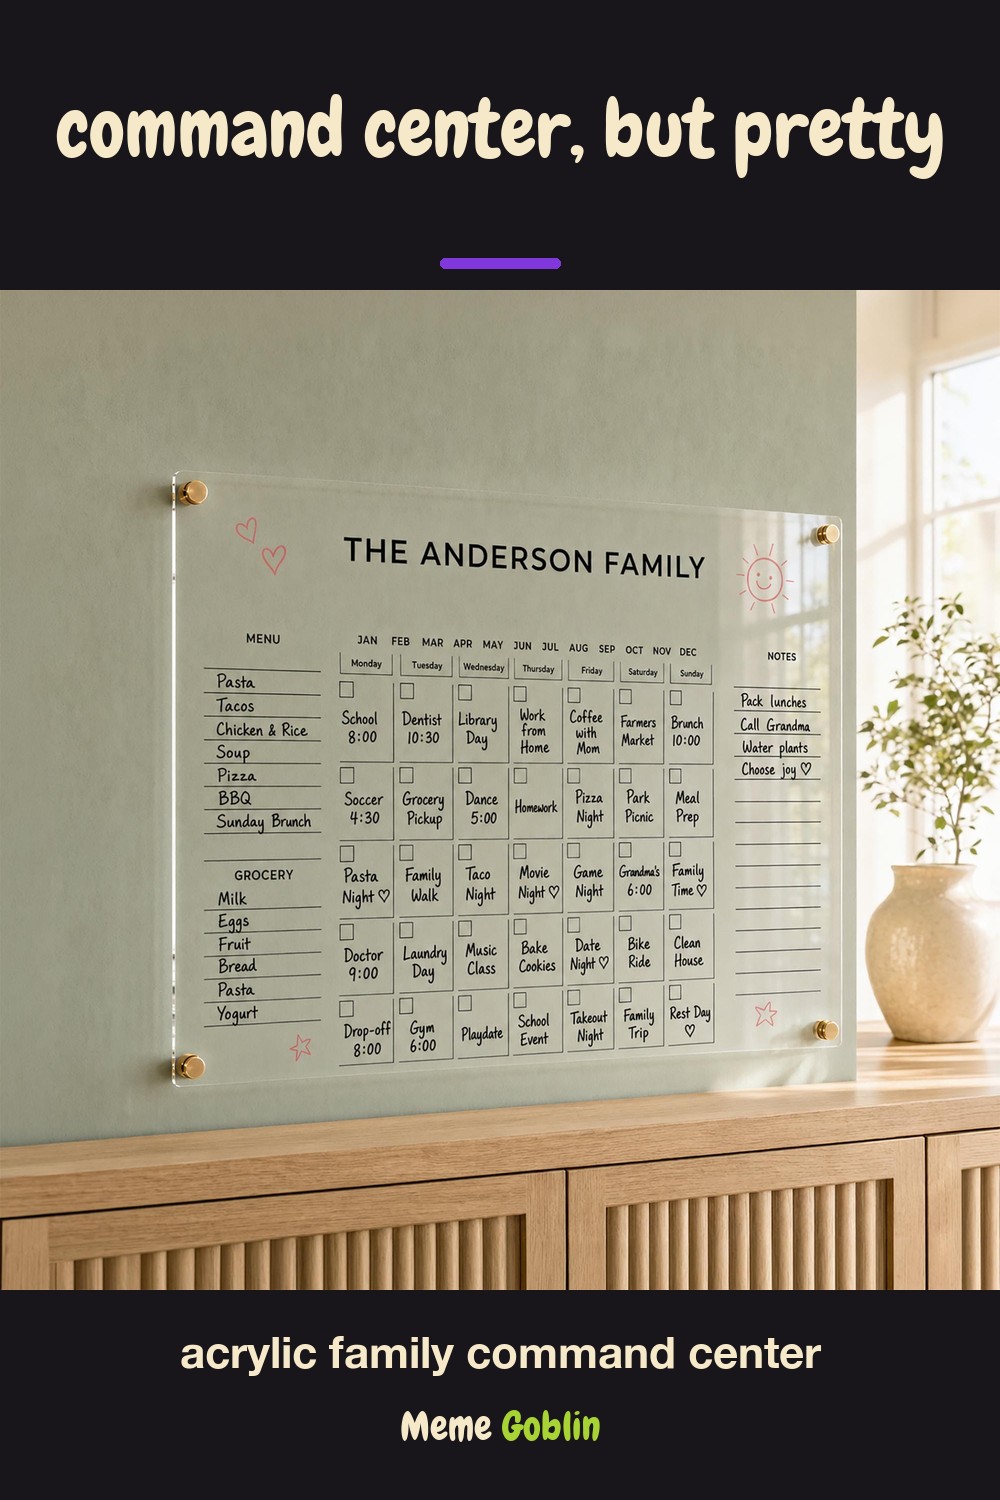 command center, but pretty
THE ANDERSON FAMILY
MENU
Pasta
Tacos
Chicken & Rice
Soup
Pizza
BBQ
Sunday Brunch
GROCERY
Milk
Eggs
Fruit
Bread
Pasta
Yogurt
JAN FEB MAR APR MAY JUN JUL AUG SEP OCT NOV DEC
Monday Tuesday Wednesday Thursday Friday Saturday Sunday
School 8:00
Dentist 10:30
Library Day
Work from Home
Coffee with Mom
Farmers Market
Brunch 10:00
Soccer 4:30
Grocery Pickup
Dance 5:00
Homework
Pizza Night
Park Picnic
Meal Prep
Pasta Night ♡
Family Walk
Taco Night
Movie Night ♡
Game Night
Grandma's 6:00
Family Time ♡
Doctor 9:00
Laundry Day
Music Class
Bake Cookies
Date Night ♡
Bike Ride
Clean House
Drop-off 8:00
Gym 6:00
Playdate
School Event
Takeout Night
Family Trip
Rest Day ♡
NOTES
Pack lunches
Call Grandma
Water plants
Choose joy ♡
acrylic family command center
Meme Goblin